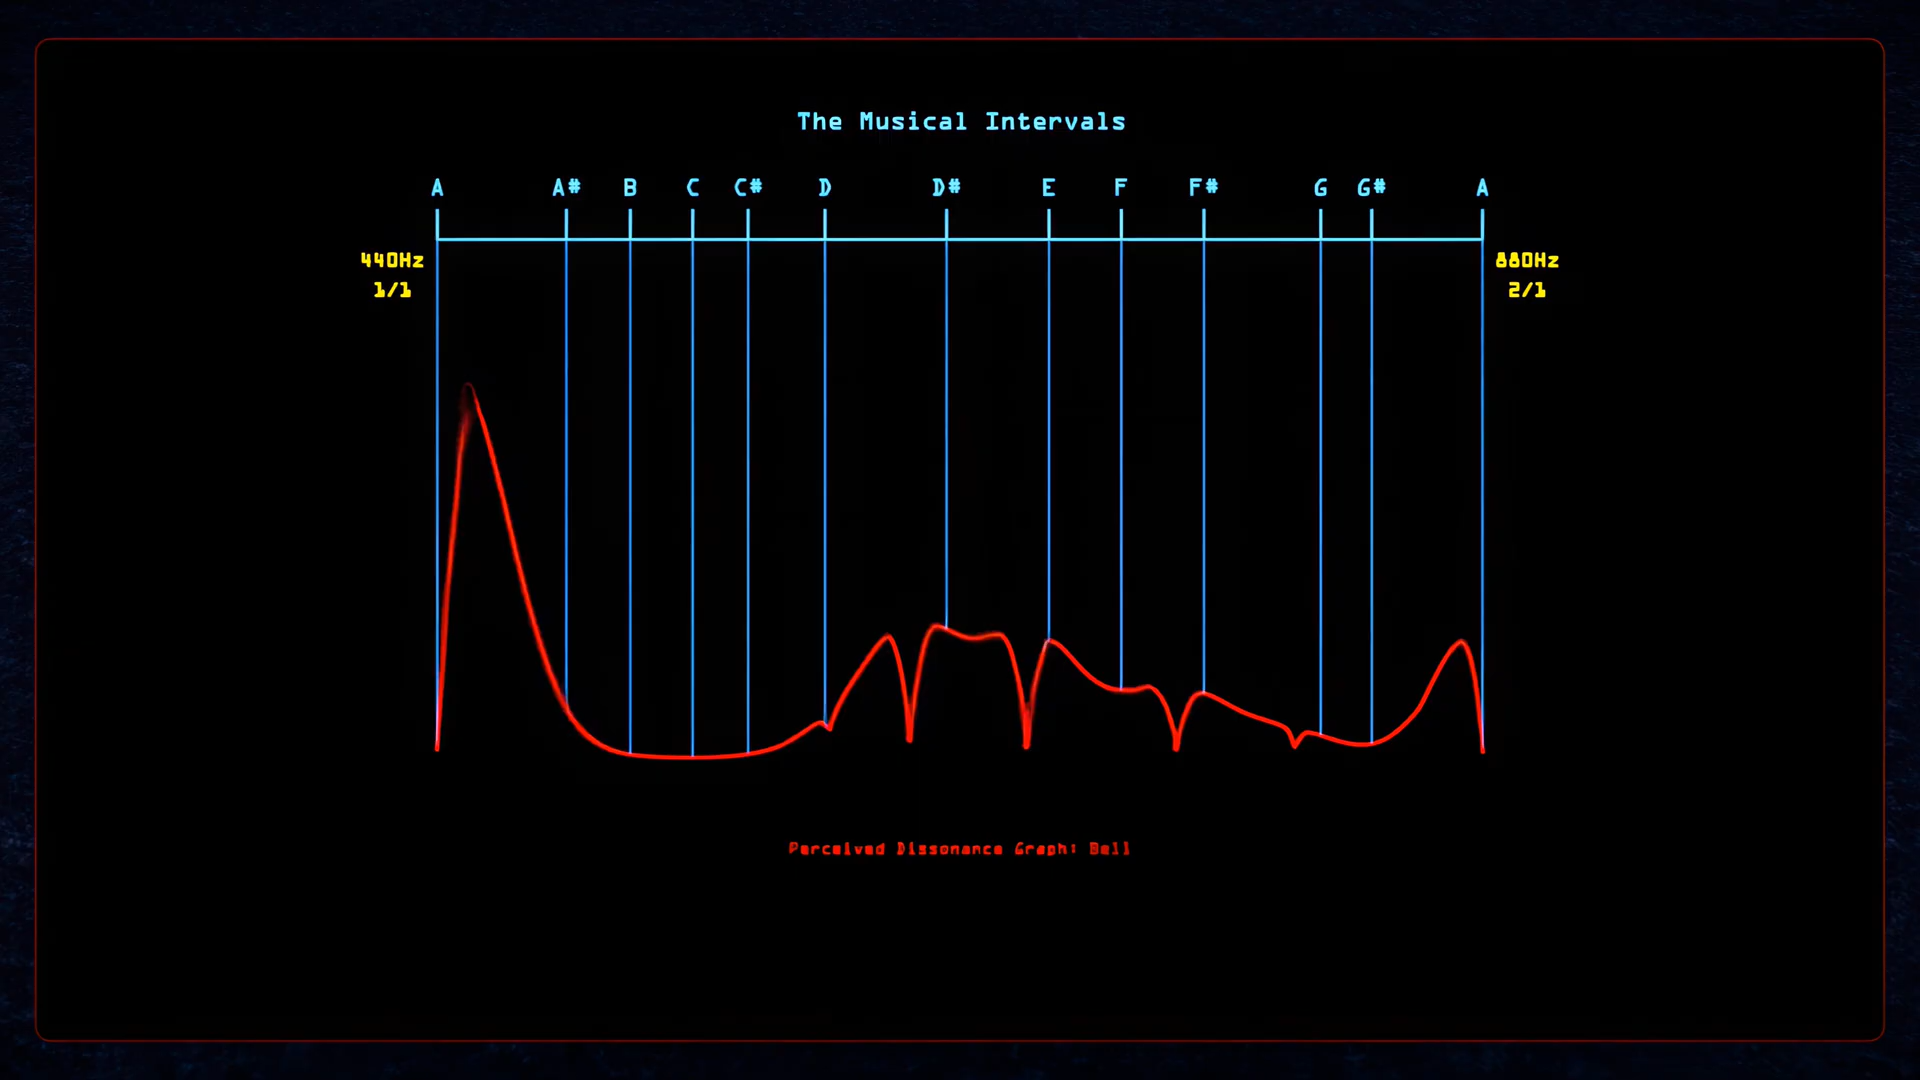 The Musical Intervals
A A# B C C# D D# E F F# G G# A
440Hz 880Hz
1/1 2/1
Perceived Dissonance Graph: Bell